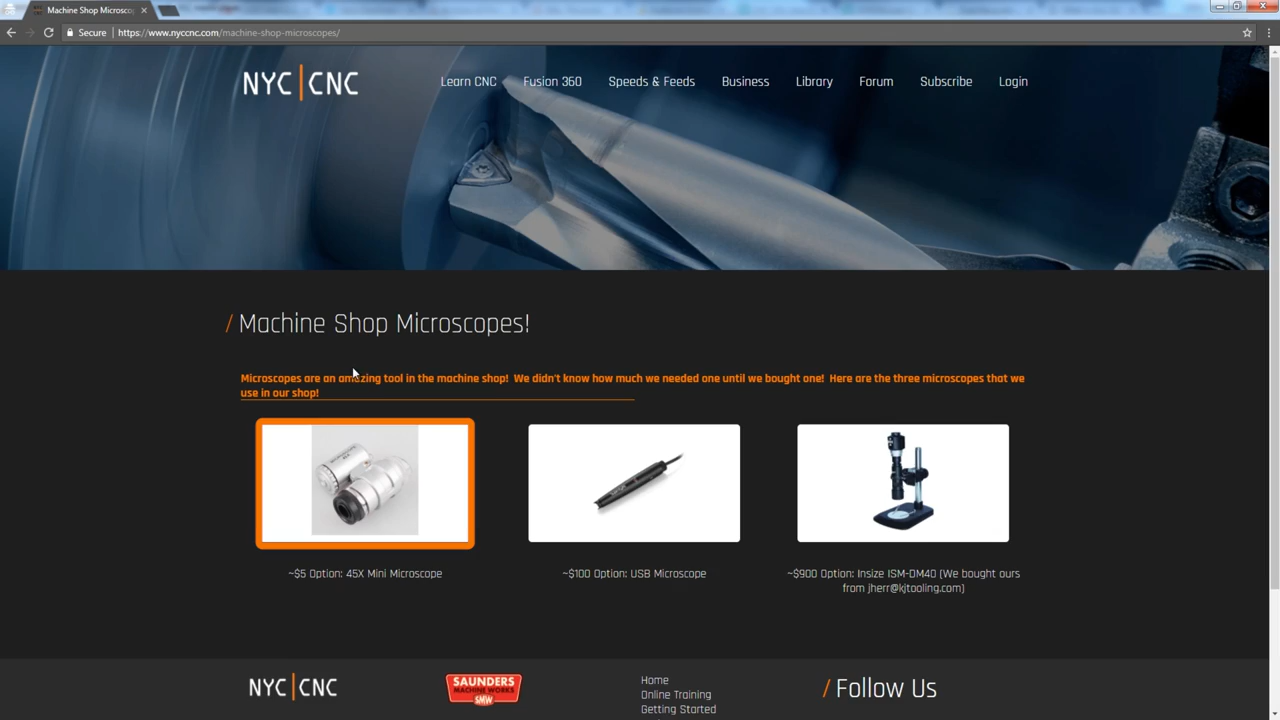 Machine Shop Microscop
Secure
https://www.nyccnc.com/machine-shop-microscopes/
NYC|CNC
Learn CNC
Fusion 360
Speeds & Feeds
Business
Library
Forum
Subscribe
Login
/ Machine Shop Microscopes!
Microscopes are an amazing tool in the machine shop! We didn't know how much we needed one until we bought one! Here are the three microscopes that we
use in our shop!
~$5 Option: 45X Mini Microscope
~$100 Option: USB Microscope
~$900 Option: Insize ISM-DM40 (We bought ours
from jherr@kjtooling.com)
NYC|CNC
SAUNDERS
MACHINE WORKS
SMW
Home
Online Training
Getting Started
/ Follow Us